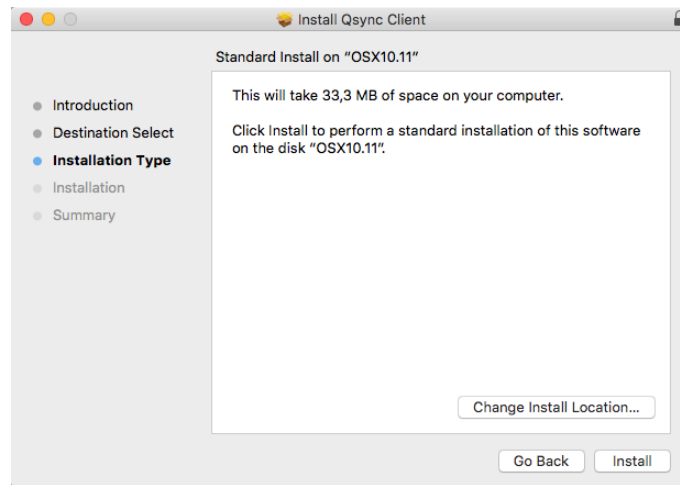 Install Qsync Client
Standard Install on “OSX10.11”
Introduction
Destination Select
Installation Type
Installation
Summary
This will take 33,3 MB of space on your computer.
Click Install to perform a standard installation of this software
on the disk “OSX10.11”.
Change Install Location...
Go Back
Install